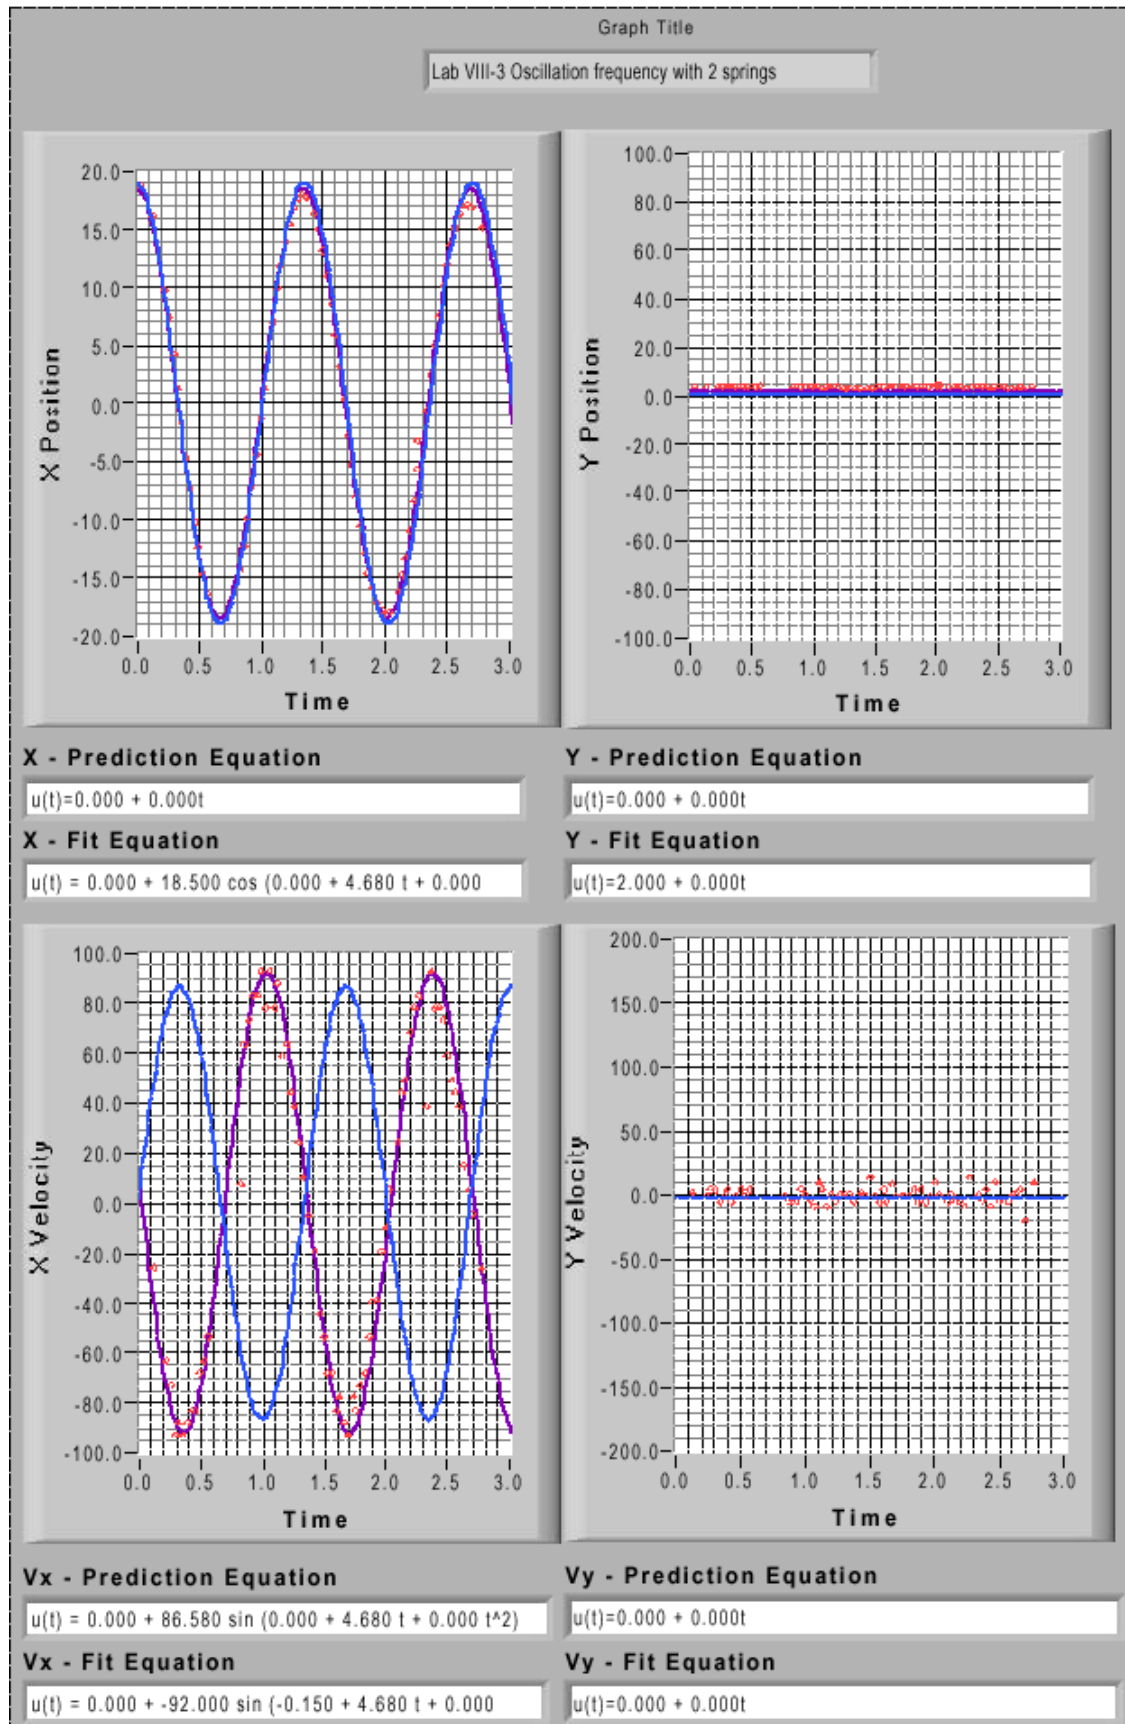 Graph Title
Lab VIII-3 Oscillation frequency with 2 springs
20.0
15.0
10.0
5.0
0.0
-5.0
-10.0
-15.0
-20.0
X Position
0.0 0.5 1.0 1.5 2.0 2.5 3.0
Time
100.0
80.0
60.0
40.0
20.0
0.0
-20.0
-40.0
-60.0
-80.0
-100.0
Y Position
0.0 0.5 1.0 1.5 2.0 2.5 3.0
Time
X - Prediction Equation
u(t)=0.000 + 0.000t
Y - Prediction Equation
u(t)=0.000 + 0.000t
X - Fit Equation
u(t) = 0.000 + 18.500 cos (0.000 + 4.680 t + 0.000
Y - Fit Equation
u(t)=2.000 + 0.000t
100.0
80.0
60.0
40.0
20.0
0.0
-20.0
-40.0
-60.0
-80.0
-100.0
X Velocity
0.0 0.5 1.0 1.5 2.0 2.5 3.0
Time
200.0
150.0
100.0
50.0
0.0
-50.0
-100.0
-150.0
-200.0
Y Velocity
0.0 0.5 1.0 1.5 2.0 2.5 3.0
Time
Vx - Prediction Equation
u(t) = 0.000 + 86.580 sin (0.000 + 4.680 t + 0.000 t^2)
Vy - Prediction Equation
u(t)=0.000 + 0.000t
Vx - Fit Equation
u(t) = 0.000 + -92.000 sin (-0.150 + 4.680 t + 0.000
Vy - Fit Equation
u(t)=0.000 + 0.000t